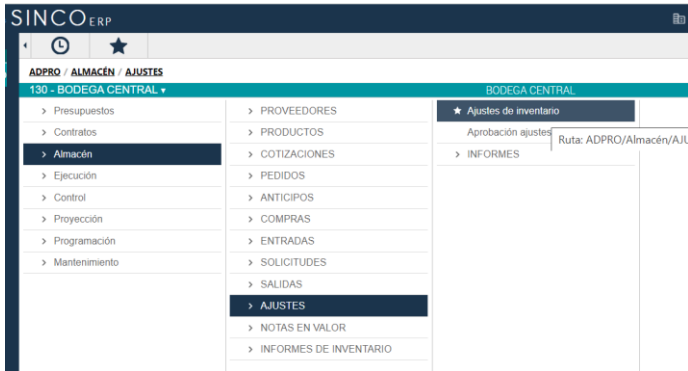 SINCO ERP
ADPRO / ALMACÉN / AJUSTES
130 - BODEGA CENTRAL ▾ BODEGA CENTRAL
> Presupuestos
> Contratos
> Almacén
> Ejecución
> Control
> Proyección
> Programación
> Mantenimiento
> PROVEEDORES
> PRODUCTOS
> COTIZACIONES
> PEDIDOS
> ANTICIPOS
> COMPRAS
> ENTRADAS
> SOLICITUDES
> SALIDAS
> AJUSTES
> NOTAS EN VALOR
> INFORMES DE INVENTARIO
★ Ajustes de inventario
Aprobación ajustes
Ruta: ADPRO/Almacén/AJU
> INFORMES